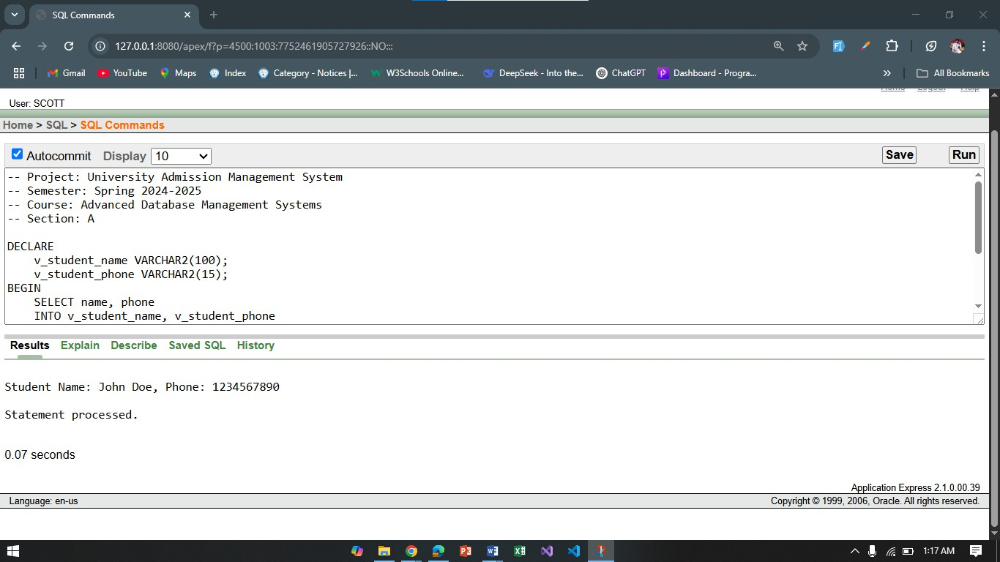 SQL Commands
127.0.0.1:8080/apex/f?p=4500:1003:7752461905727926::NO:::
Gmail YouTube Maps Index Category - Notices |... W3Schools Online... DeepSeek - Into the... ChatGPT Dashboard - Progra... » All Bookmarks
Home Logout Help
User: SCOTT
Home > SQL > SQL Commands
Autocommit Display 10 Save Run
-- Project: University Admission Management System
-- Semester: Spring 2024-2025
-- Course: Advanced Database Management Systems
-- Section: A
DECLARE
    v_student_name VARCHAR2(100);
    v_student_phone VARCHAR2(15);
BEGIN
    SELECT name, phone
    INTO v_student_name, v_student_phone
Results Explain Describe Saved SQL History
Student Name: John Doe, Phone: 1234567890
Statement processed.
0.07 seconds
Application Express 2.1.0.00.39
Language: en-us Copyright © 1999, 2006, Oracle. All rights reserved.
1:17 AM